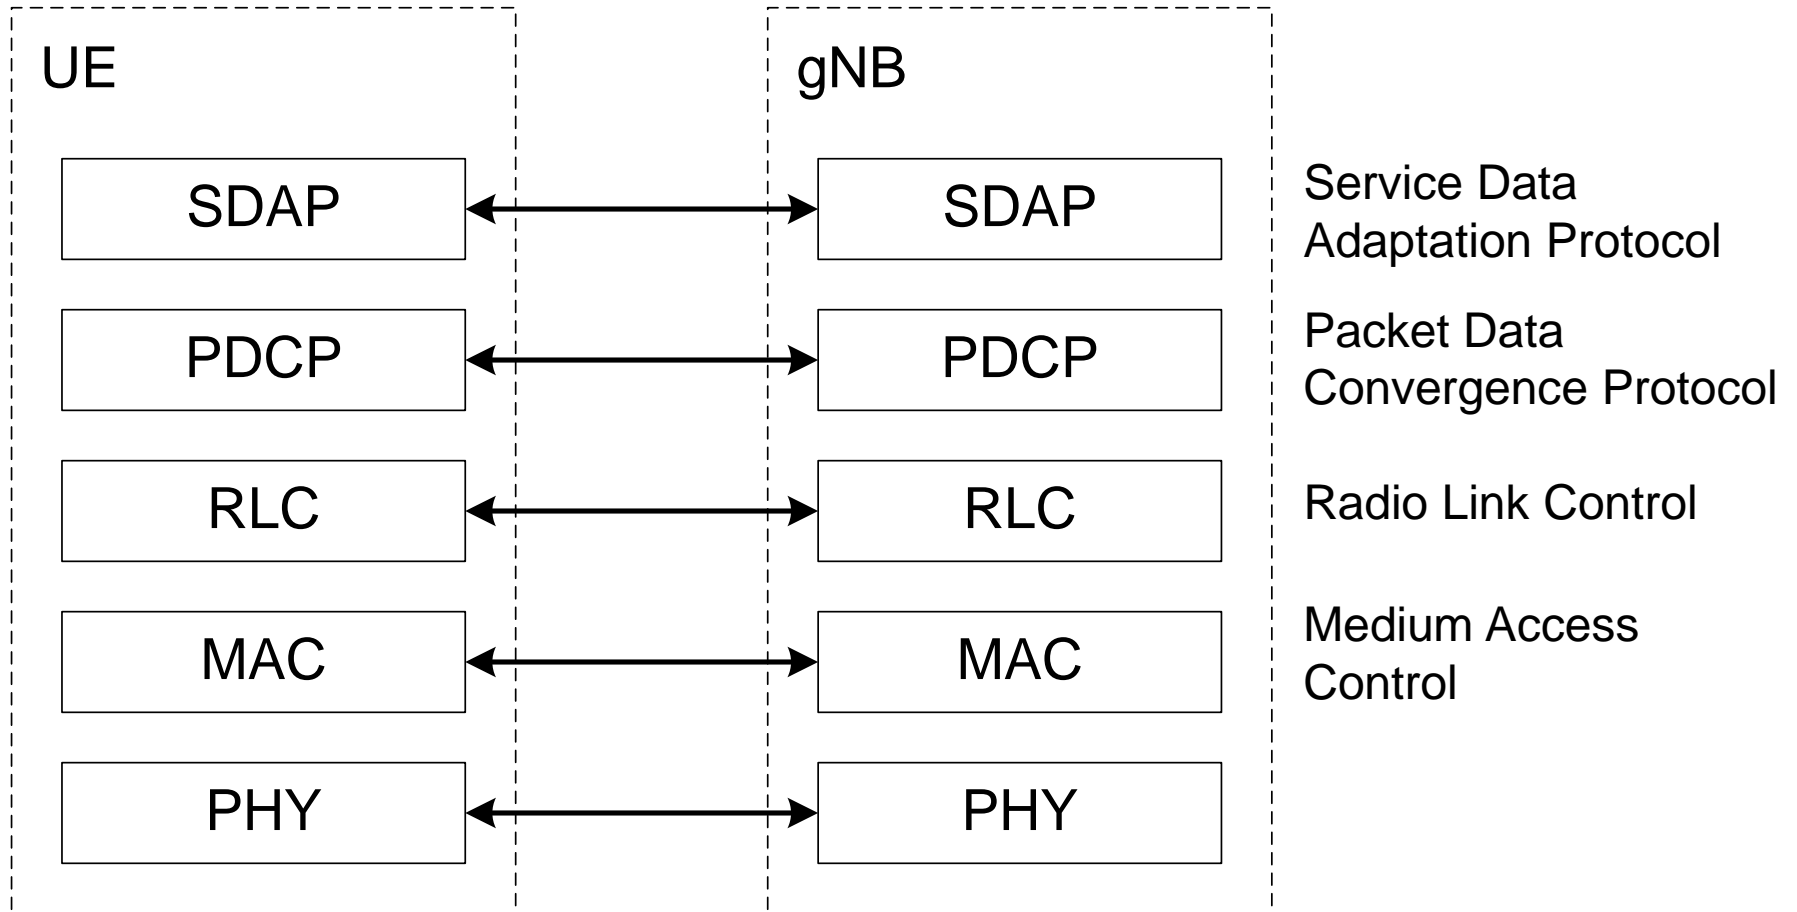 UE
gNB
SDAP
SDAP
Service Data
Adaptation Protocol
PDCP
PDCP
Packet Data
Convergence Protocol
RLC
RLC
Radio Link Control
MAC
MAC
Medium Access
Control
PHY
PHY